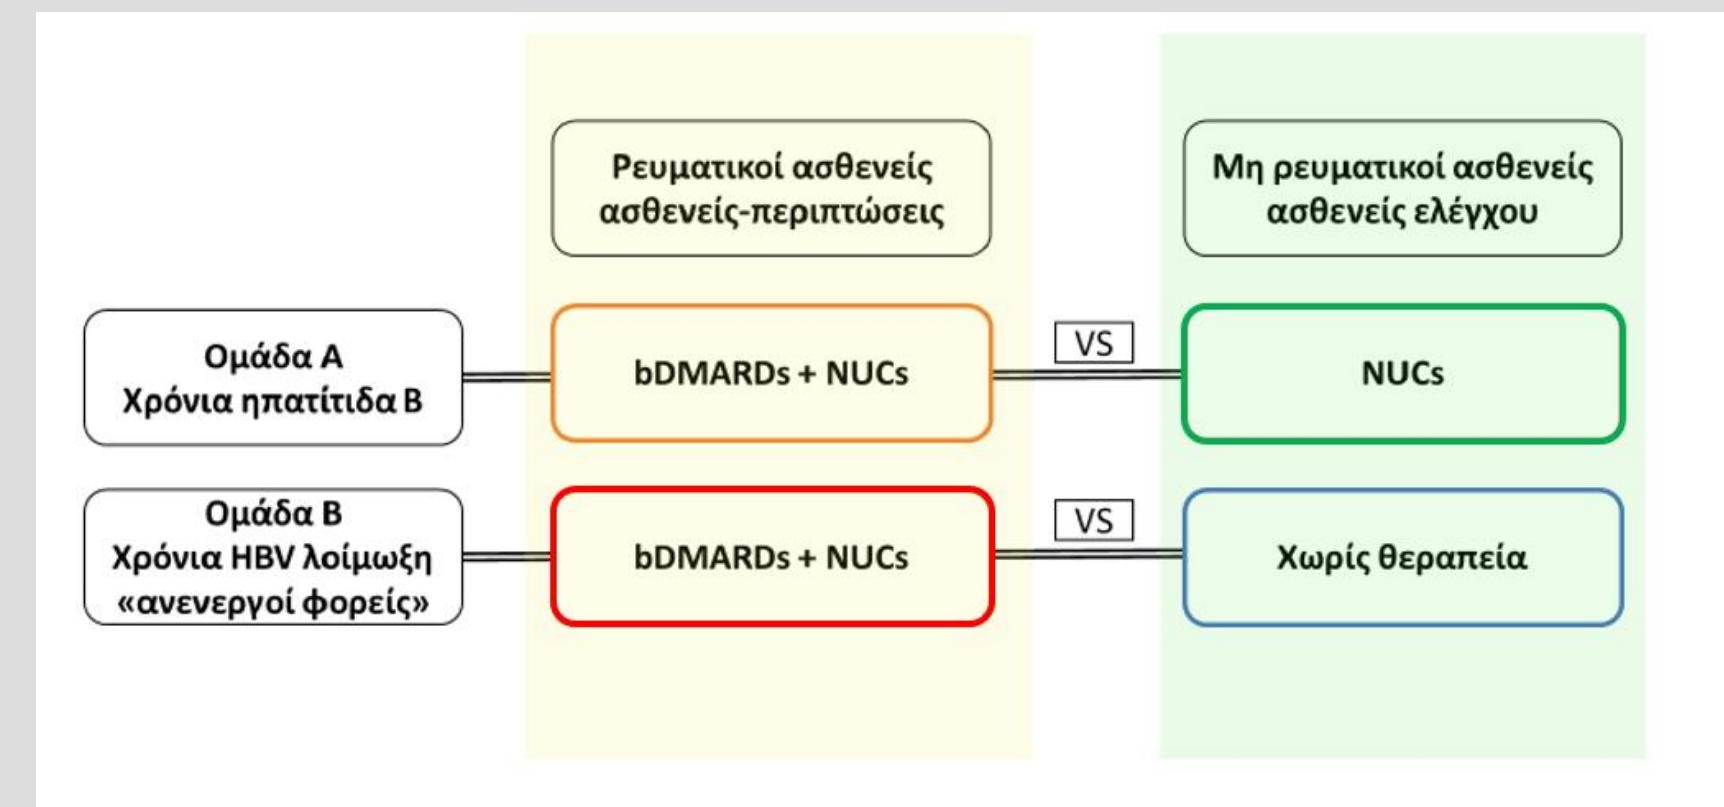 Ρευματικοί ασθενείς
ασθενείς-περιπτώσεις
Μη ρευματικοί ασθενείς
ασθενείς ελέγχου
Ομάδα Α
Χρόνια ηπατίτιδα Β
bDMARDs + NUCs
VS
NUCs
Ομάδα Β
Χρόνια HBV λοίμωξη
«ανενεργοί φορείς»
bDMARDs + NUCs
VS
Χωρίς θεραπεία